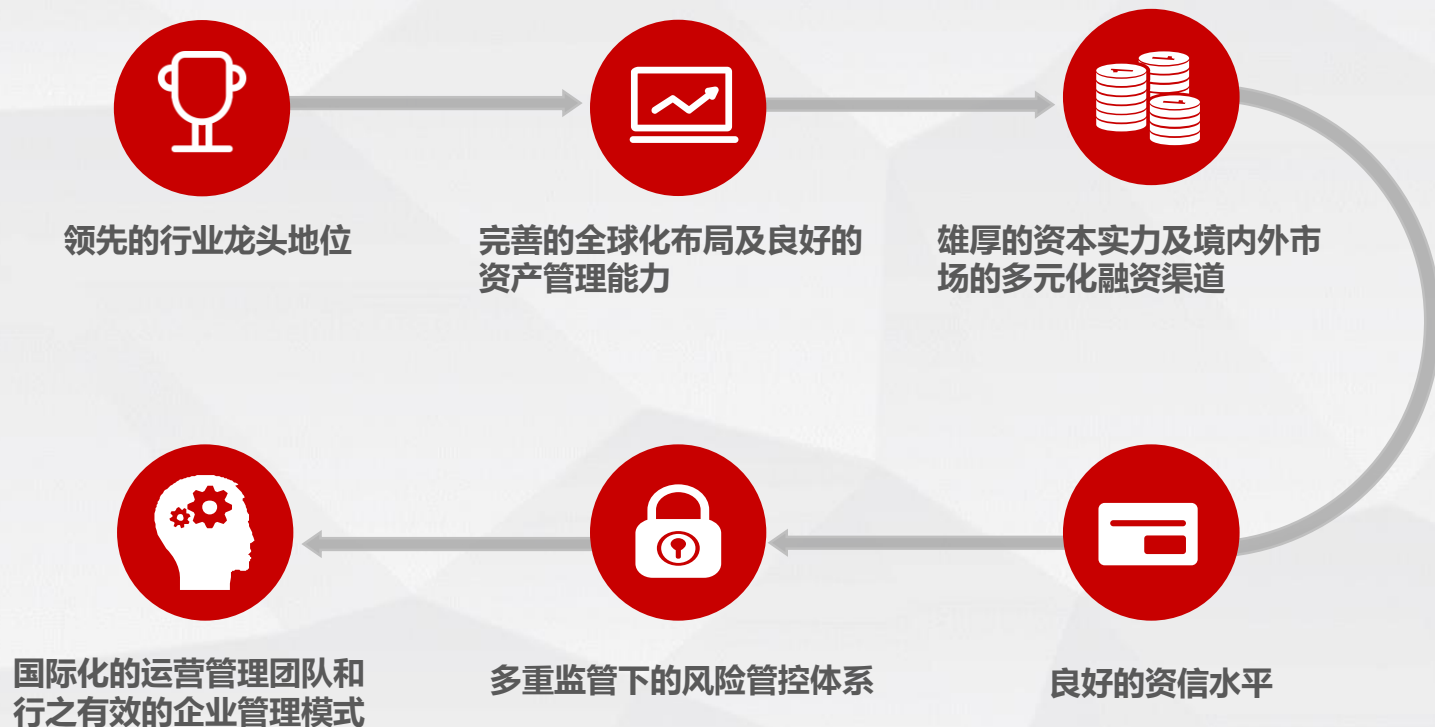 领先的行业龙头地位
完善的全球化布局及良好的
资产管理能力
雄厚的资本实力及境内外市
场的多元化融资渠道
良好的资信水平
多重监管下的风险管控体系
国际化的运营管理团队和
行之有效的企业管理模式